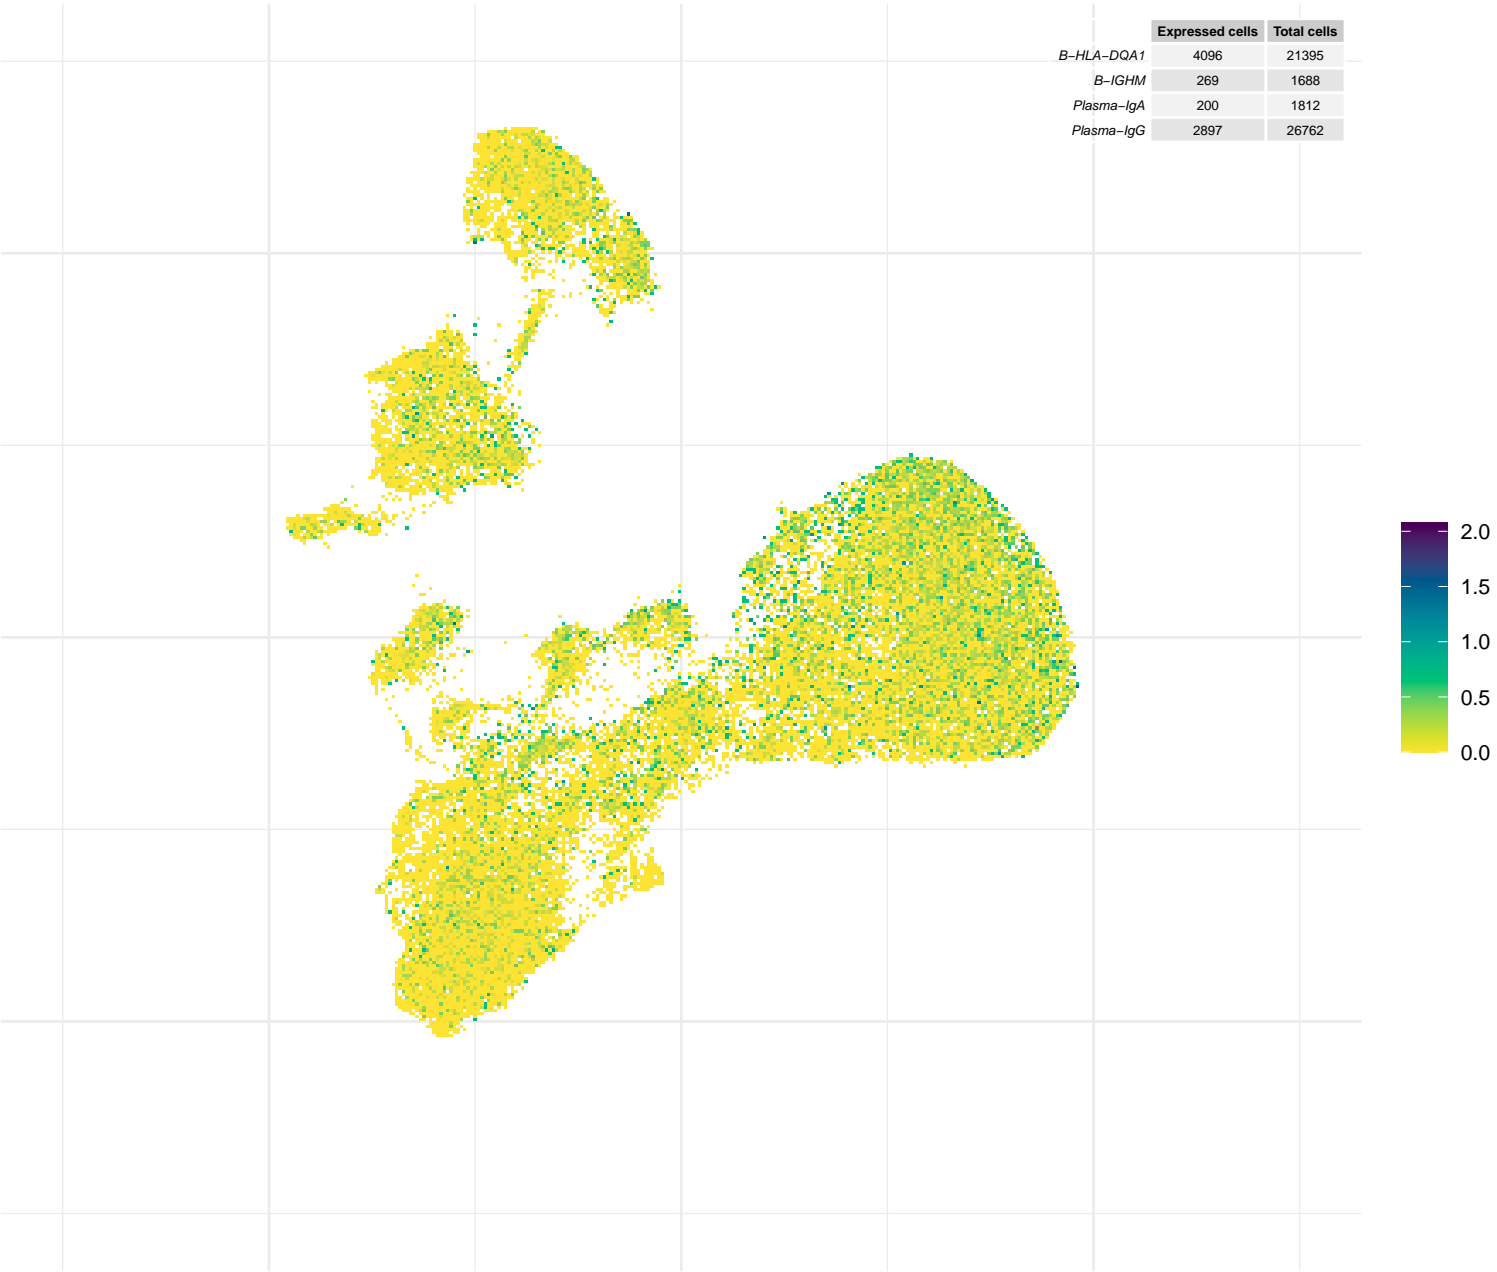 Expressed cells Total cells
B−HLA−DQA1 4096 21395
B−IGHM 269 1688
Plasma−IgA 200 1812
Plasma−IgG 2897 26762
2.0
1.5
1.0
0.5
0.0